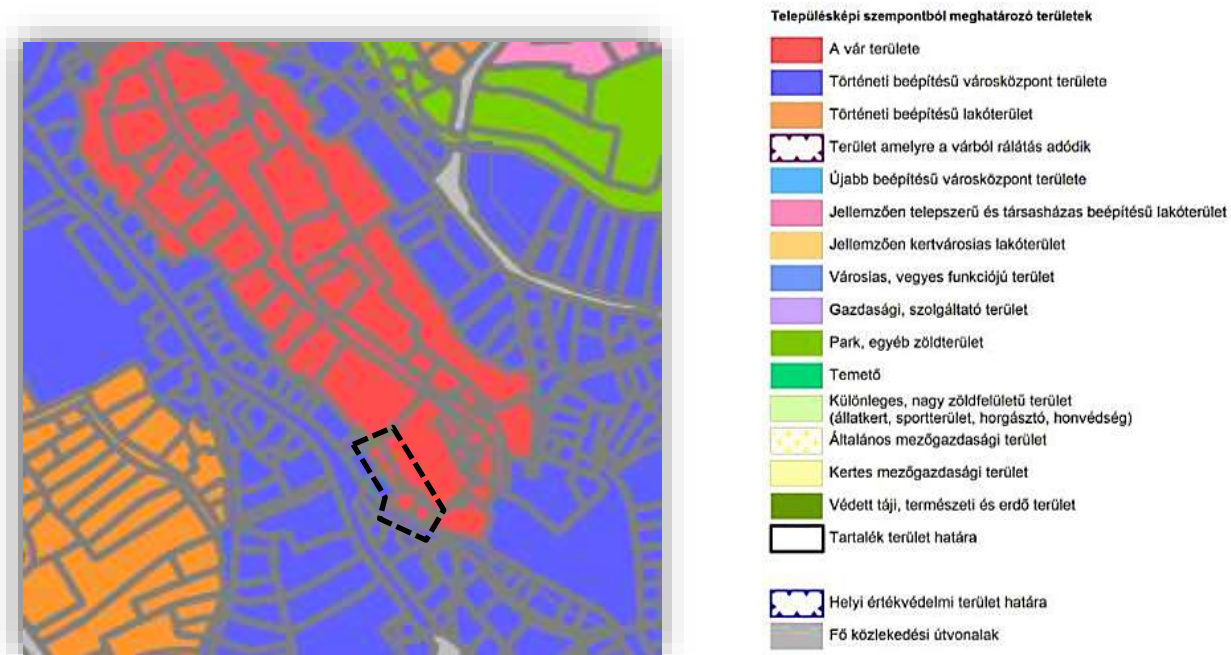 Településképi szempontból meghatározó területek
A vár területe
Történeti beépítésű városközpont területe
Történeti beépítésű lakóterület
Terület amelyre a várból rálátás adódik
Újabb beépítésű városközpont területe
Jellemzően telepszerű és társasházas beépítésű lakóterület
Jellemzően kertvárosias lakóterület
Városias, vegyes funkciójú terület
Gazdasági, szolgáltató terület
Park, egyéb zöldterület
Temető
Különleges, nagy zöldfelületű terület
(állatkert, sportterület, horgásztó, honvédség)
Általános mezőgazdasági terület
Kertes mezőgazdasági terület
Védett táji, természeti és erdő terület
Tartalék terület határa
Helyi értékvédelmi terület határa
Fő közlekedési útvonalak